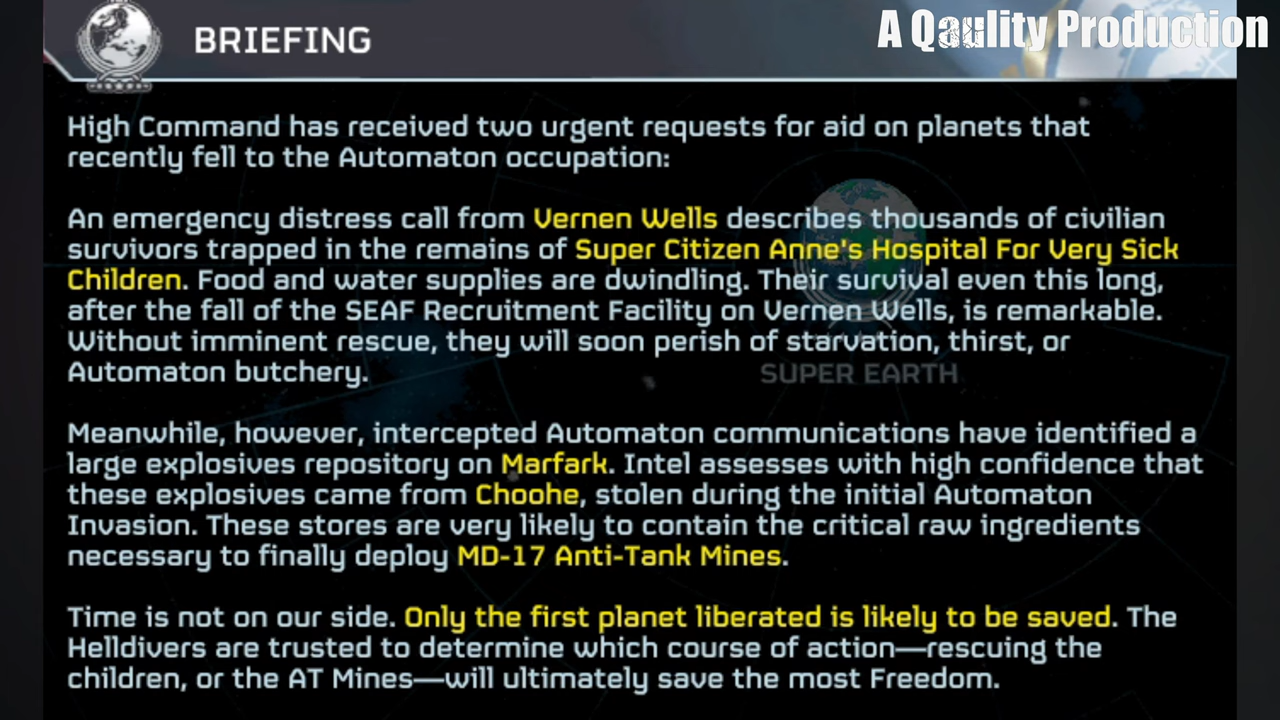 A Qaulity Production
BRIEFING
High Command has received two urgent requests for aid on planets that
recently fell to the Automaton occupation:
An emergency distress call from Vernen Wells describes thousands of civilian
survivors trapped in the remains of Super Citizen Anne's Hospital For Very Sick
Children. Food and water supplies are dwindling. Their survival even this long,
after the fall of the SEAF Recruitment Facility on Vernen Wells, is remarkable.
Without imminent rescue, they will soon perish of starvation, thirst, or
Automaton butchery.
SUPER EARTH
Meanwhile, however, intercepted Automaton communications have identified a
large explosives repository on Marfark. Intel assesses with high confidence that
these explosives came from Choohe, stolen during the initial Automaton
Invasion. These stores are very likely to contain the critical raw ingredients
necessary to finally deploy MD-17 Anti-Tank Mines.
Time is not on our side. Only the first planet liberated is likely to be saved. The
Helldivers are trusted to determine which course of action—rescuing the
children, or the AT Mines—will ultimately save the most Freedom.